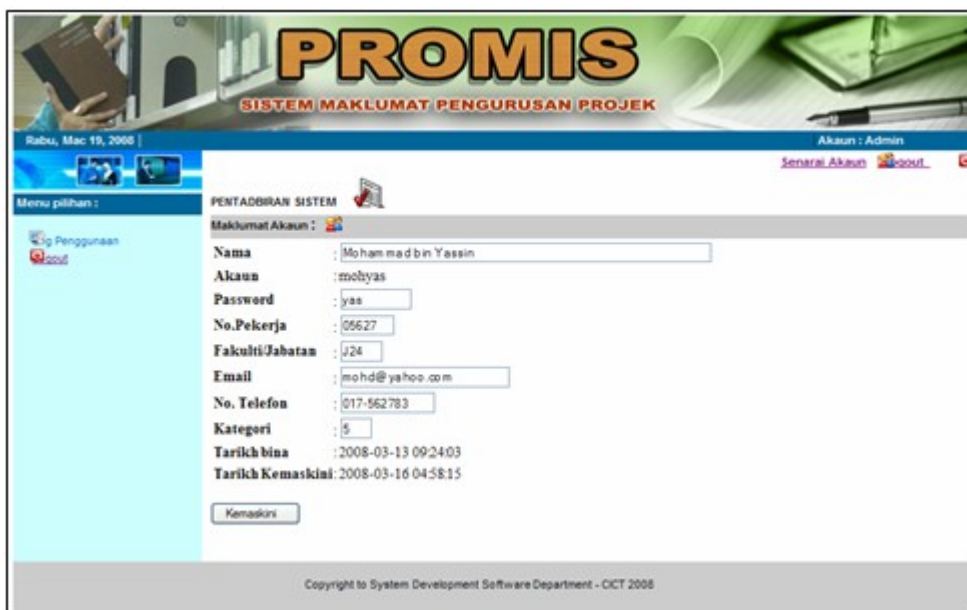 PROMIS
SISTEM MAKLUMAT PENGURUSAN PROJEK
Rabu, Mac 19, 2008 | Akaun : Admin
Senarai Akaunogout
Menu pilihan :
PENTADBIRAN SISTEM
Maklumat Akaun :
g Penggunaan
ogout
Nama : Mohammad bin Yassin
Akaun :mohyas
Password : yas
No.Pekerja : 05627
Fakulti/Jabatan : J24
Email : mohd@yahoo.com
No. Telefon : 017-562783
Kategori : 5
Tarikh bina :2008-03-13 09:24:03
Tarikh Kemaskini: 2008-03-16 04:58:15
Kemaskini
Copyright to System Development Software Department - CICT 2008